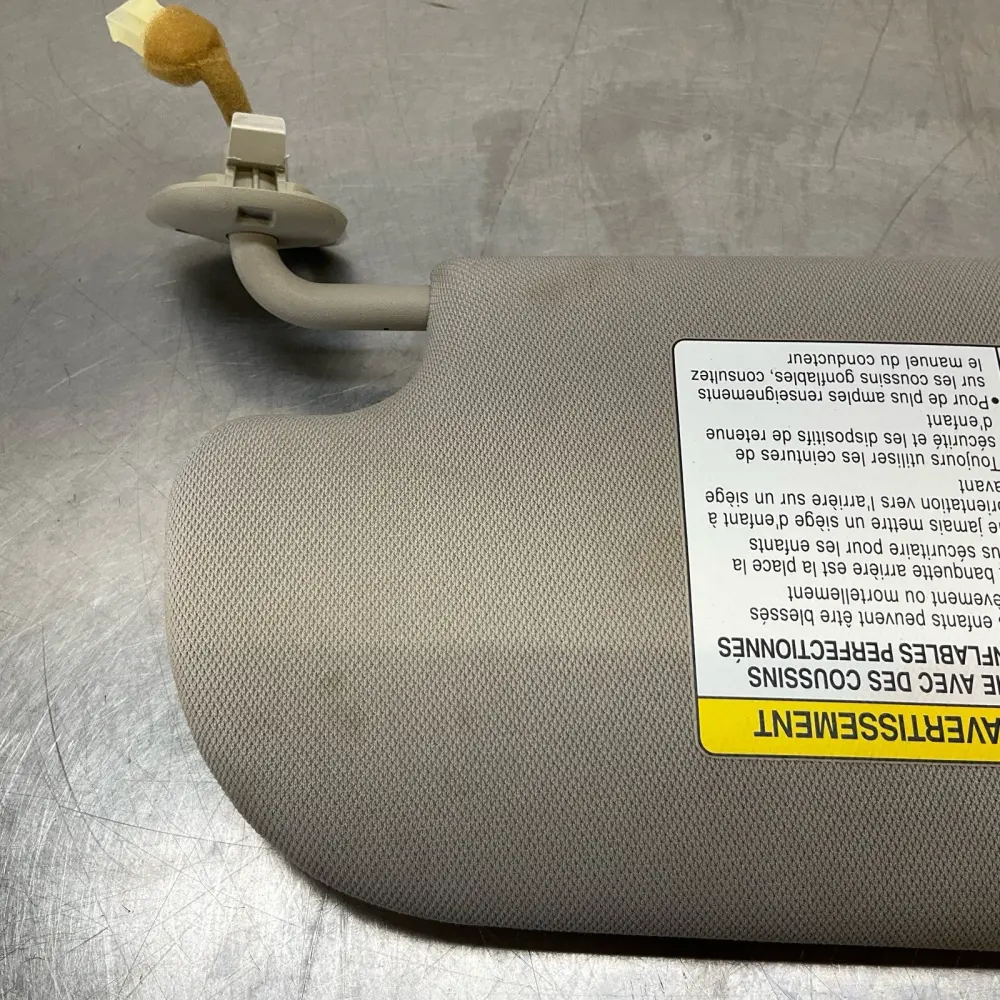 AVERTISSEMENT
NE AVEC DES COUSSINS
NFLABLES PERFECTIONNÉS
s enfants peuvent être blessés
èvement ou mortellement
a banquette arrière est la place la
us sécuritaire pour les enfants
e jamais mettre un siège d'enfant à
orientation vers l'arrière sur un siège
avant
Toujours utiliser les ceintures de
sécurité et les dispositifs de retenue
d'enfant
•Pour de plus amples renseignements
sur les coussins gonflables, consultez
le manuel du conducteur